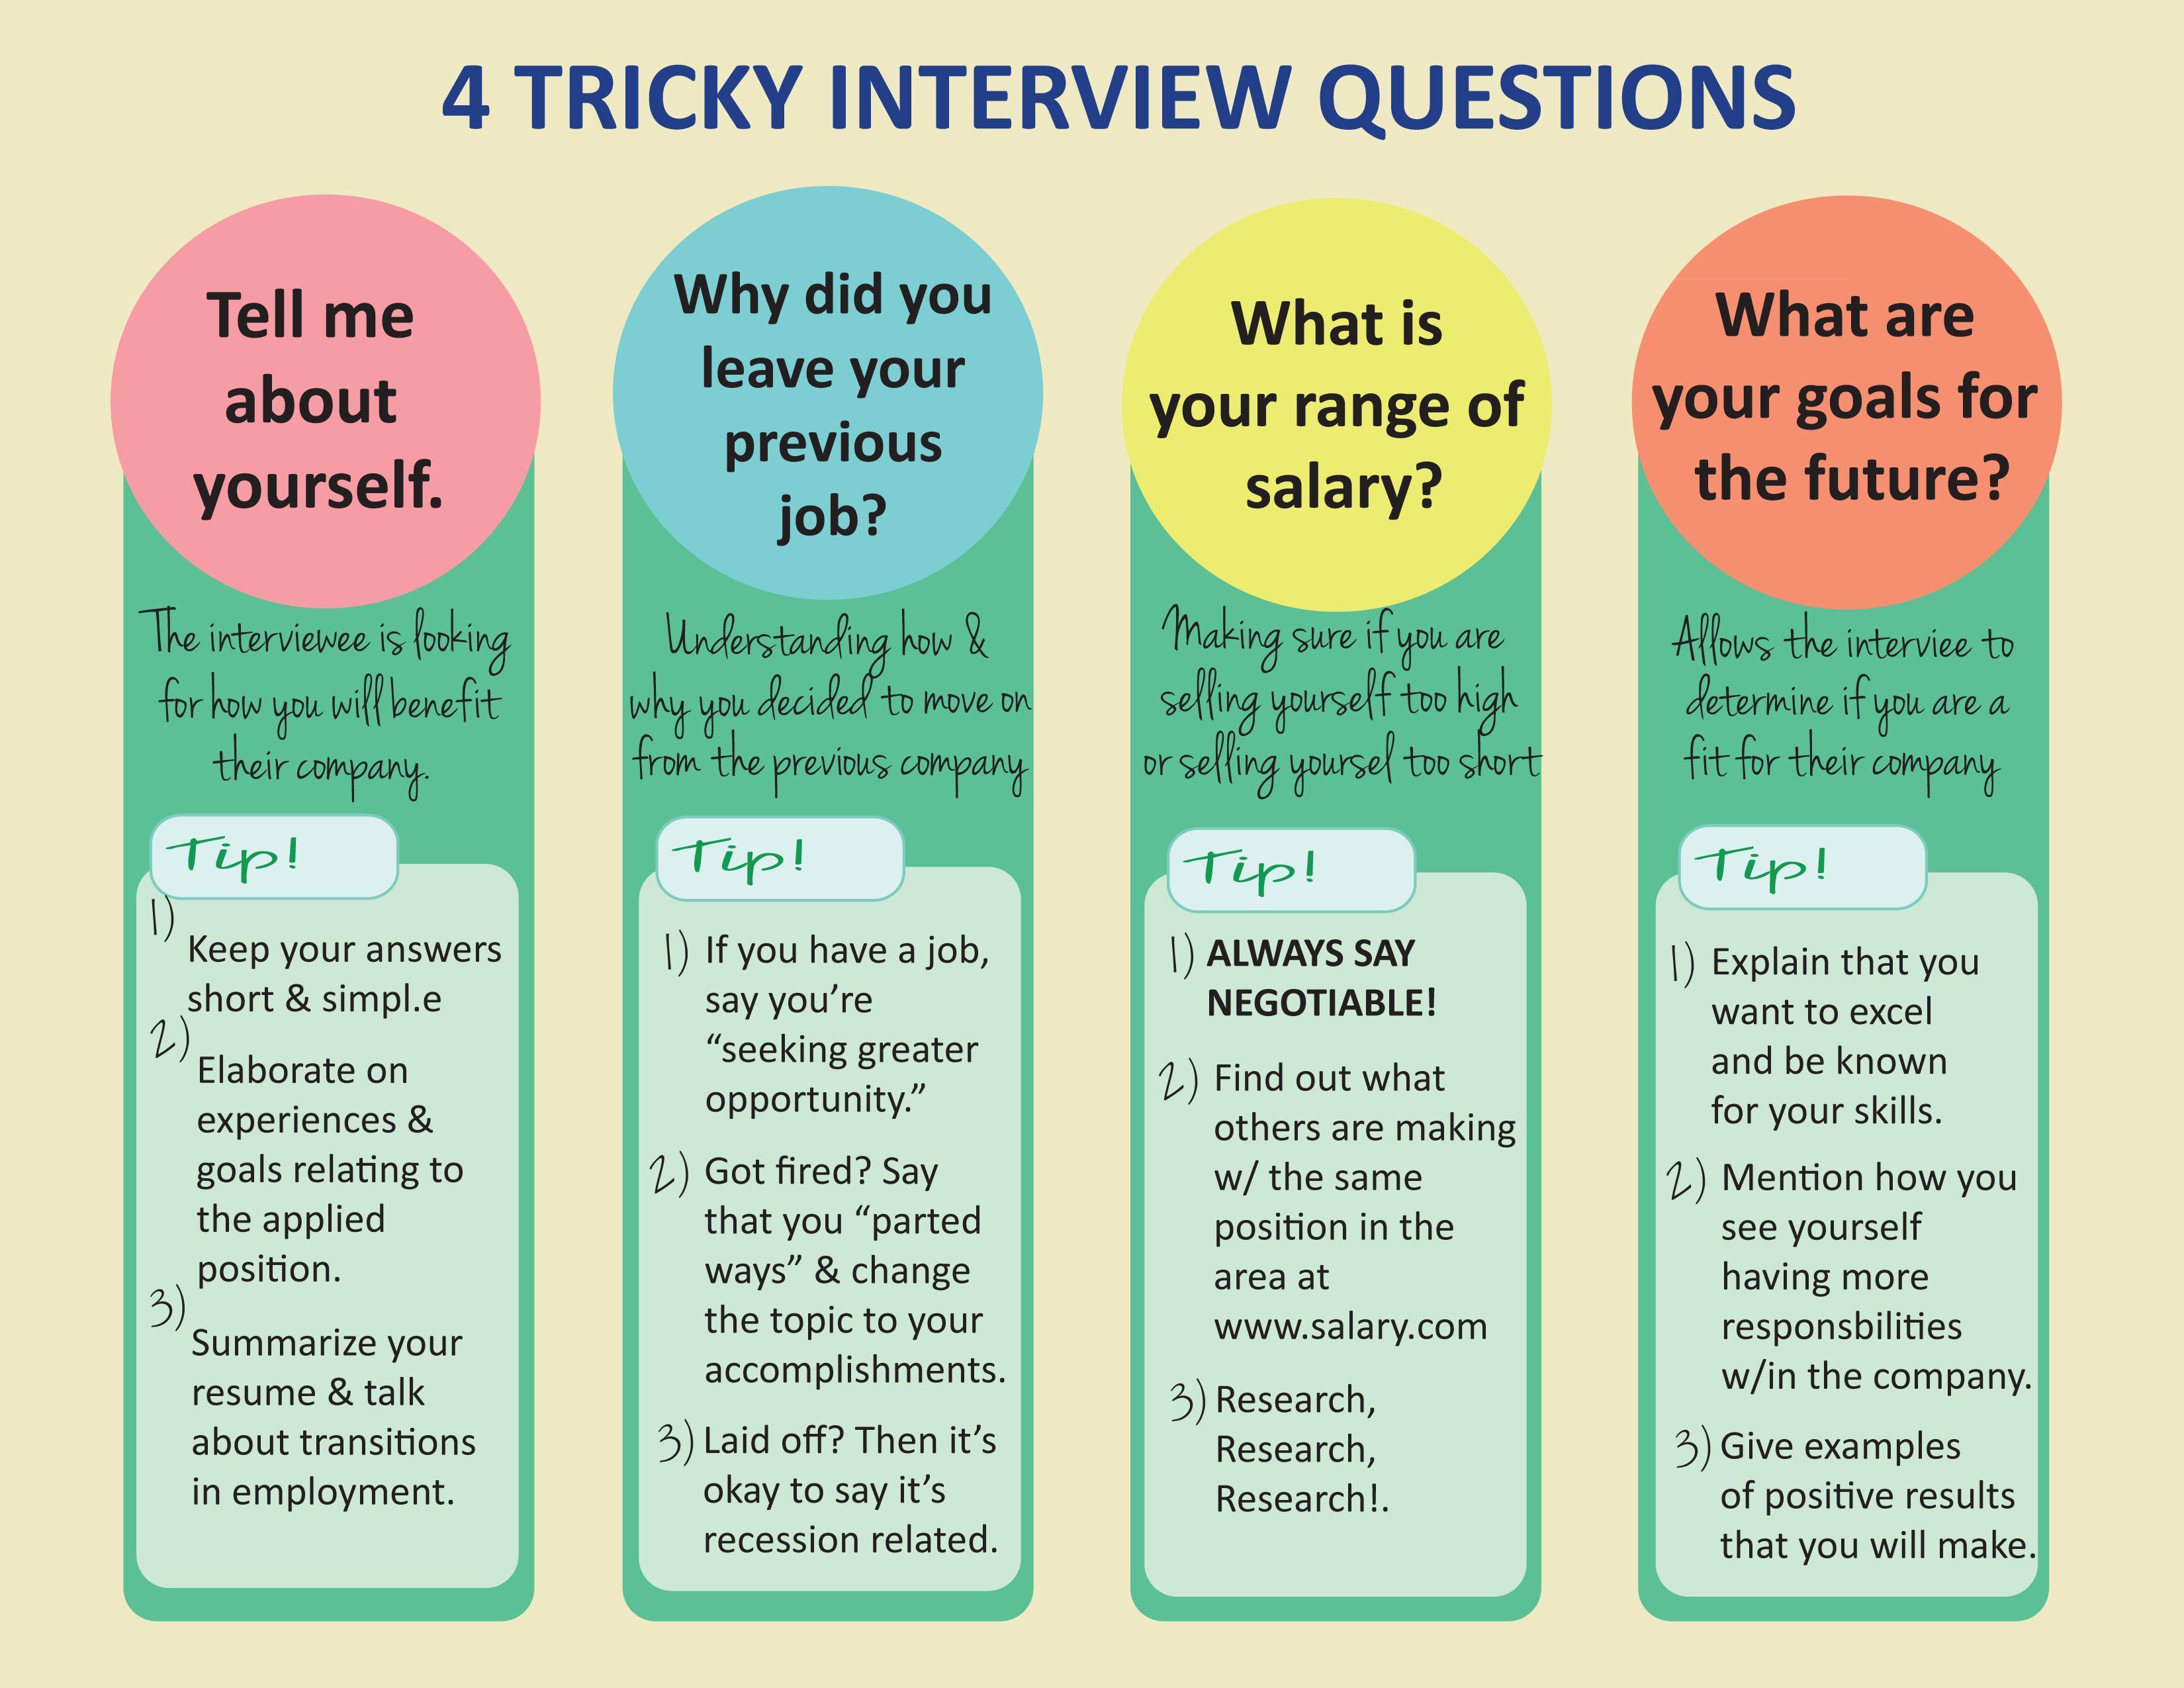 4 TRICKY INTERVIEW QUESTIONS
Tell me
about
yourself.
The interviewee is looking
for how you will benefit
their company.
Tip!
1)
Keep your answers
short & simpl.e
2)
Elaborate on
experiences &
goals relating to
the applied
position.
3)
Summarize your
resume & talk
about transitions
in employment.
Why did you
leave your
previous
job?
Understanding how &
why you decided to move on
from the previous company
Tip!
1) If you have a job,
say you’re
“seeking greater
opportunity.”
2) Got fired? Say
that you “parted
ways” & change
the topic to your
accomplishments.
3) Laid off? Then it’s
okay to say it’s
recession related.
What is
your range of
salary?
Making sure if you are
selling yourself too high
or selling yoursel too short
Tip!
1) ALWAYS SAY
NEGOTIABLE!
2) Find out what
others are making
w/ the same
position in the
area at
www.salary.com
3) Research,
Research,
Research!.
What are
your goals for
the future?
Allows the interviee to
determine if you are a
fit for their company
Tip!
1) Explain that you
want to excel
and be known
for your skills.
2) Mention how you
see yourself
having more
responsbilities
w/in the company.
3) Give examples
of positive results
that you will make.